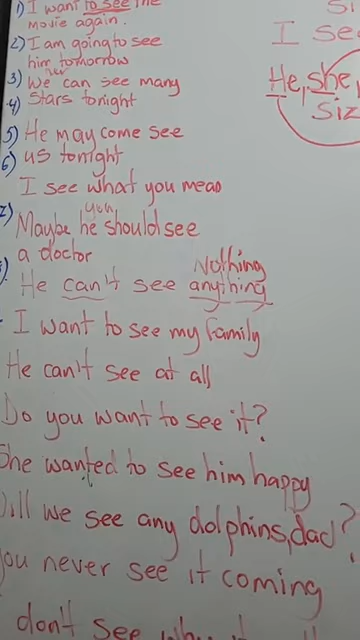 1) I want to see the
movie again.
2) I am going to see
him tomorrow
3) We can see many
4) Stars tonight
5) He may come see
6) us tonight
I see what you mean
you
Maybe he should see
a doctor
Nothing
He can't see anything
I want to see my family
He can't see at all
Do you want to see it?
She wanted to see him happy
Will we see any dolphins, dad?
You never see it coming
don't see
I see
He, she,
Siz